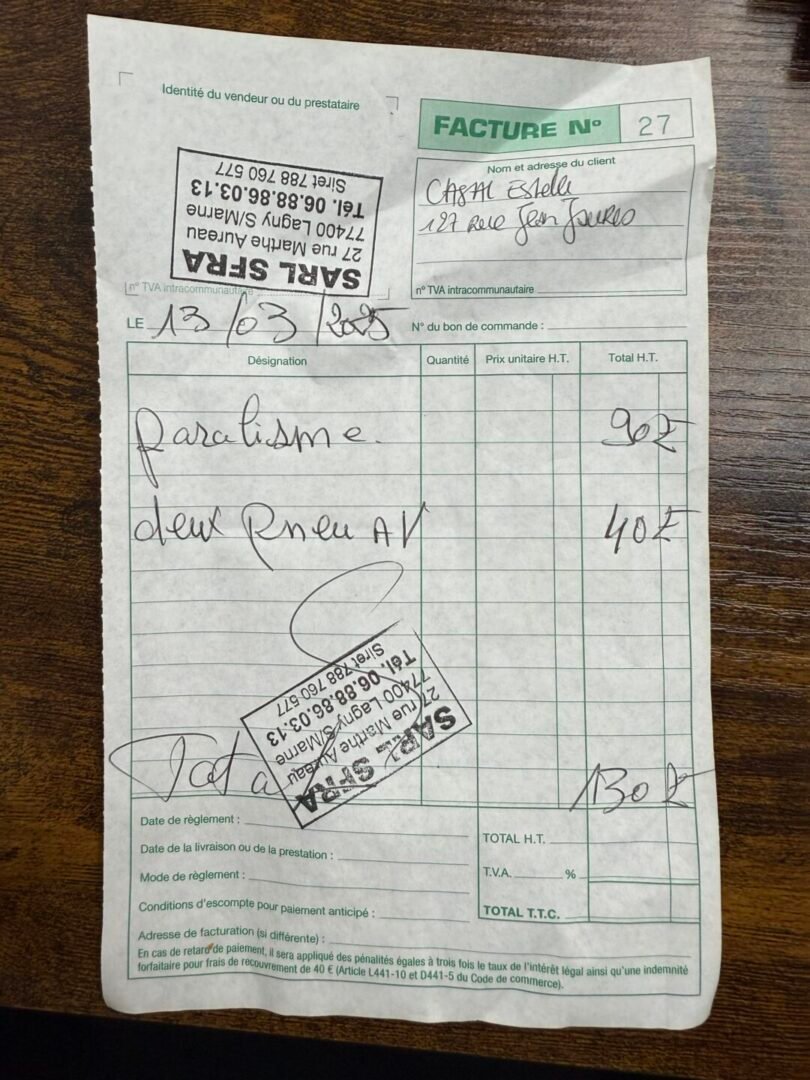 Identité du vendeur ou du prestataire
FACTURE N° 27
SARL SFRA
27 rue Marthe Aureau
77400 Lagny S/Marne
Tél. 06.88.86.03.13
Siret 788 760 577
Nom et adresse du client
CASAL Estelle
127 Rue Jean Jaures
n° TVA intracommunautaire
n° TVA intracommunautaire
LE 13/03/2025
N° du bon de commande :
Désignation Quantité Prix unitaire H.T. Total H.T.
paralisme. 90€
deux Pneu AV 40€
SARL SFRA
27 rue Marthe Aureau
77400 Lagny S/Marne
Tél. 06.88.86.03.13
Siret 788 760 577
Total 130€
Date de règlement :
Date de la livraison ou de la prestation :
Mode de règlement :
Conditions d'escompte pour paiement anticipé :
TOTAL H.T.
T.V.A. %
TOTAL T.T.C.
Adresse de facturation (si différente) :
En cas de retard de paiement, il sera appliqué des pénalités égales à trois fois le taux de l'intérêt légal ainsi qu'une indemnité
forfaitaire pour frais de recouvrement de 40 € (Article L441-10 et D441-5 du Code de commerce).